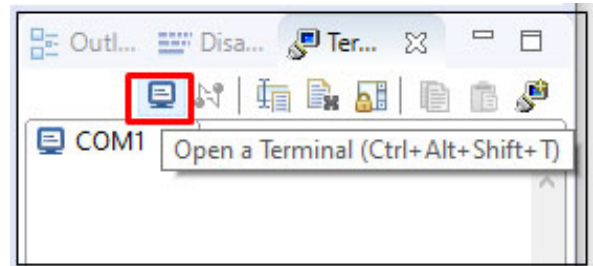 Outl... Disa... Ter...
COM1
Open a Terminal (Ctrl+Alt+Shift+T)